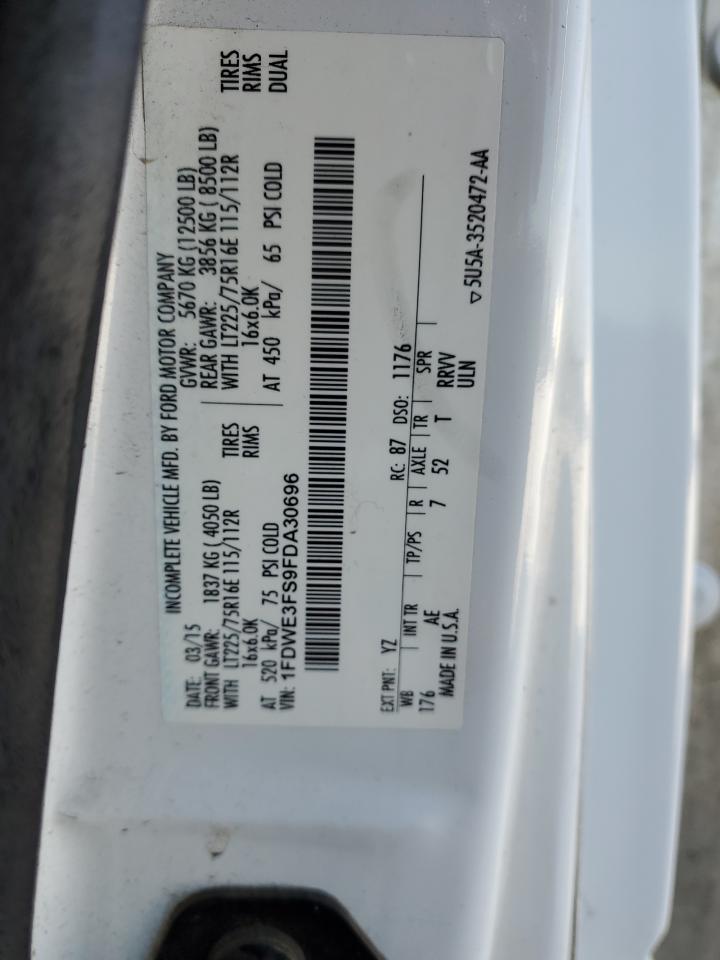 INCOMPLETE VEHICLE MFD. BY FORD MOTOR COMPANY
DATE: 03/15 GVWR: 5670 KG (12500 LB)
FRONT GAWR: 1837 KG ( 4050 LB) REAR GAWR: 3856 KG ( 8500 LB)
WITH LT225/75R16E 115/112R TIRES WITH LT225/75R16E 115/112R TIRES
16x6.0K RIMS 16x6.0K RIMS
AT 520 kPa/ 75 PSI COLD AT 450 kPa/ 65 PSI COLD DUAL
VIN: 1FDWE3FS9FDA30696
EXT PNT: YZ RC: 87 DSO: 1176
WB INT TR TP/PS R AXLE TR SPR
176 AE 7 52 T RRVV
MADE IN U.S.A. ULN
▽5U5A-3520472-AA